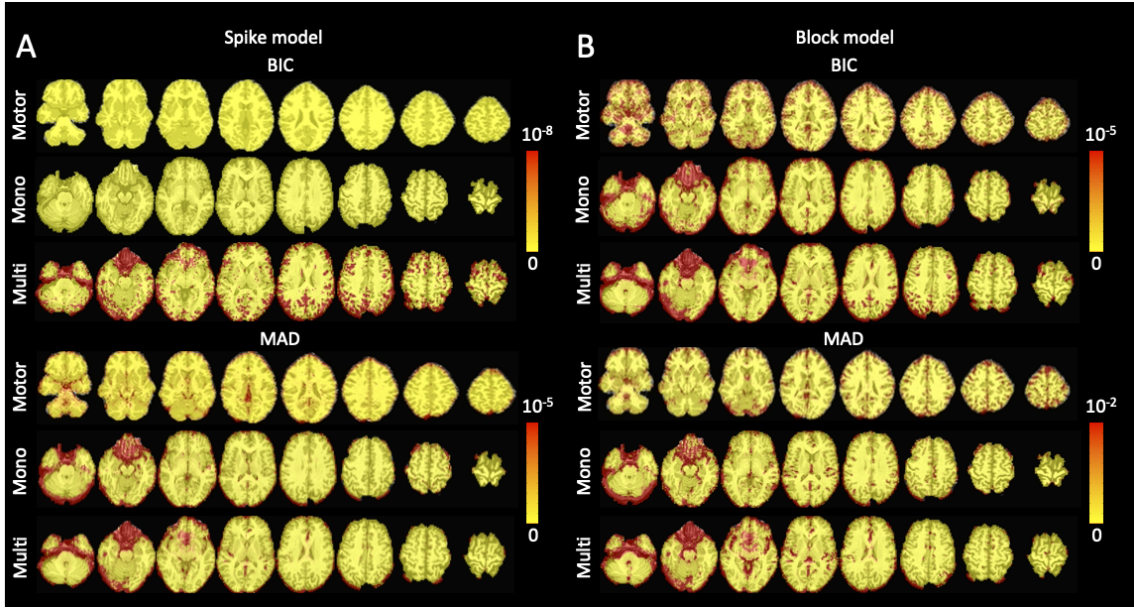 A
Spike model
BIC
Motor
Mono
Multi
10-8
0
MAD
Motor
Mono
Multi
10-5
0
B
Block model
BIC
Motor
Mono
Multi
10-5
0
MAD
Motor
Mono
Multi
10-2
0